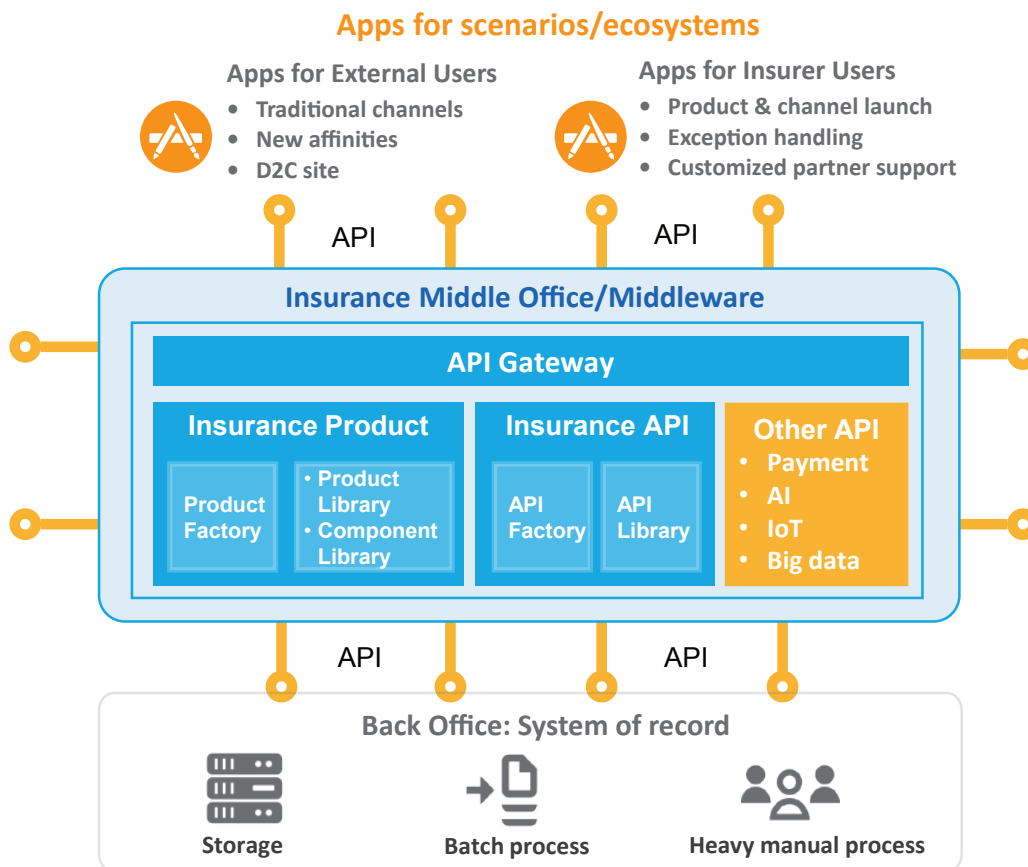 Apps for scenarios/ecosystems
Apps for External Users
• Traditional channels
• New affinities
• D2C site
Apps for Insurer Users
• Product & channel launch
• Exception handling
• Customized partner support
API
API
Insurance Middle Office/Middleware
API Gateway
Insurance Product
Product
Factory
• Product
Library
• Component
Library
Insurance API
API
Factory
API
Library
Other API
• Payment
• AI
• IoT
• Big data
API
API
Back Office: System of record
Storage
Batch process
Heavy manual process